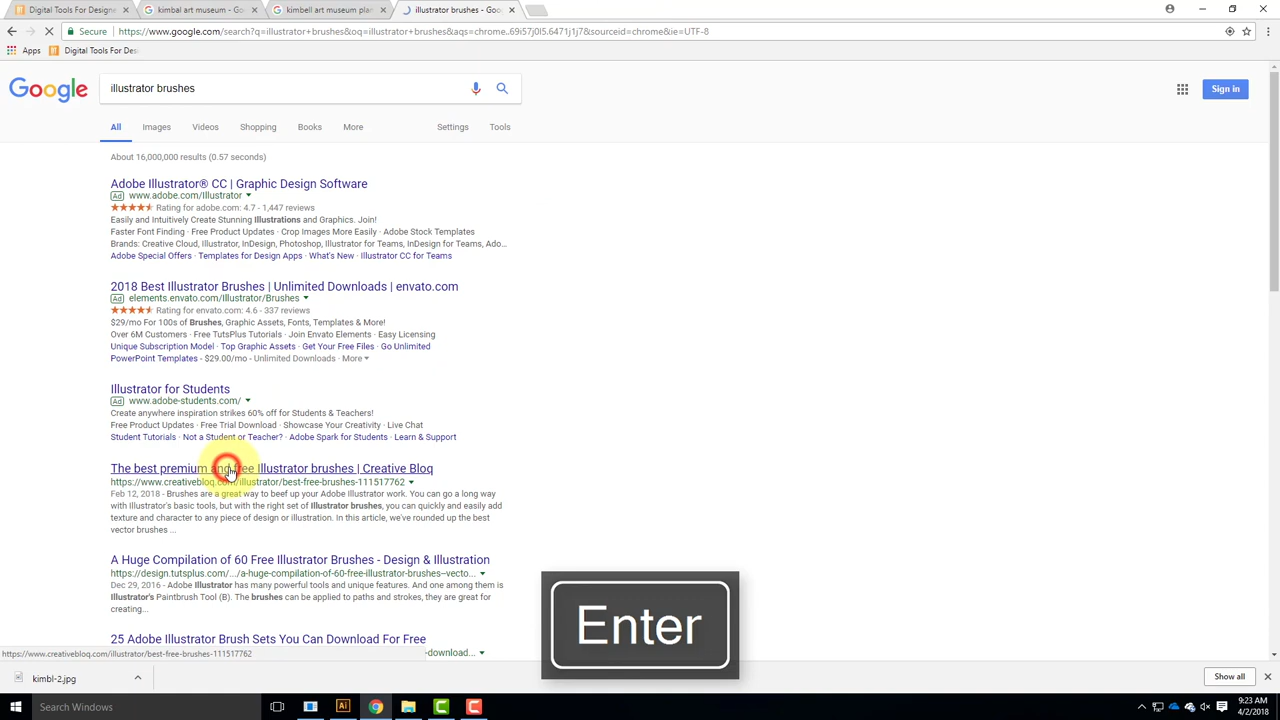 Digital Tools For Designe
kimbal art museum - Goo
kimbell art museum plan
illustrator brushes - Goo
Secure
https://www.google.com/search?q=illustrator+brushes&oq=illustrator+brushes&aqs=chrome..69i57j0l5.6471j1j7&sourceid=chrome&ie=UTF-8
Apps
Digital Tools For Des
Google
illustrator brushes
Sign in
All
Images
Videos
Shopping
Books
More
Settings
Tools
About 16,000,000 results (0.57 seconds)
Adobe Illustrator® CC | Graphic Design Software
Ad www.adobe.com/Illustrator
Rating for adobe.com: 4.7 - 1,447 reviews
Easily and Intuitively Create Stunning Illustrations and Graphics. Join!
Faster Font Finding · Free Product Updates · Crop Images More Easily · Adobe Stock Templates
Brands: Creative Cloud, Illustrator, InDesign, Photoshop, Illustrator for Teams, InDesign for Teams, Ado...
Adobe Special Offers · Templates for Design Apps · What's New · Illustrator CC for Teams
2018 Best Illustrator Brushes | Unlimited Downloads | envato.com
Ad elements.envato.com/Illustrator/Brushes
Rating for envato.com: 4.6 - 337 reviews
$29/mo For 100s of Brushes, Graphic Assets, Fonts, Templates & More!
Over 6M Customers · Free TutsPlus Tutorials · Join Envato Elements · Easy Licensing
Unique Subscription Model · Top Graphic Assets · Get Your Free Files · Go Unlimited
PowerPoint Templates - $29.00/mo - Unlimited Downloads · More
Illustrator for Students
Ad www.adobe-students.com/
Create anywhere inspiration strikes 60% off for Students & Teachers!
Free Product Updates · Free Trial Download · Showcase Your Creativity · Live Chat
Student Tutorials · Not a Student or Teacher? · Adobe Spark for Students · Learn & Support
The best premium and free Illustrator brushes | Creative Bloq
https://www.creativebloq.com/illustrator/best-free-brushes-111517762
Feb 12, 2018 - Brushes are a great way to beef up your Adobe Illustrator work. You can go a long way
with Illustrator's basic tools, but with the right set of Illustrator brushes, you can quickly and easily add
texture and character to any piece of design or illustration. In this article, we've rounded up the best
vector brushes ...
A Huge Compilation of 60 Free Illustrator Brushes - Design & Illustration
https://design.tutsplus.com/.../a-huge-compilation-of-60-free-illustrator-brushes--vecto...
Dec 29, 2016 - Adobe Illustrator has many powerful tools and unique features. And one among them is
Illustrator's Paintbrush Tool (B). The brushes can be applied to paths and strokes, they are great for
creating...
Enter
25 Adobe Illustrator Brush Sets You Can Download For Free
https://www.creativebloq.com/illustrator/best-free-brushes-111517762
-download...
kimbl-2.jpg
Show all
Search Windows
Ai
9:23 AM
4/2/2018